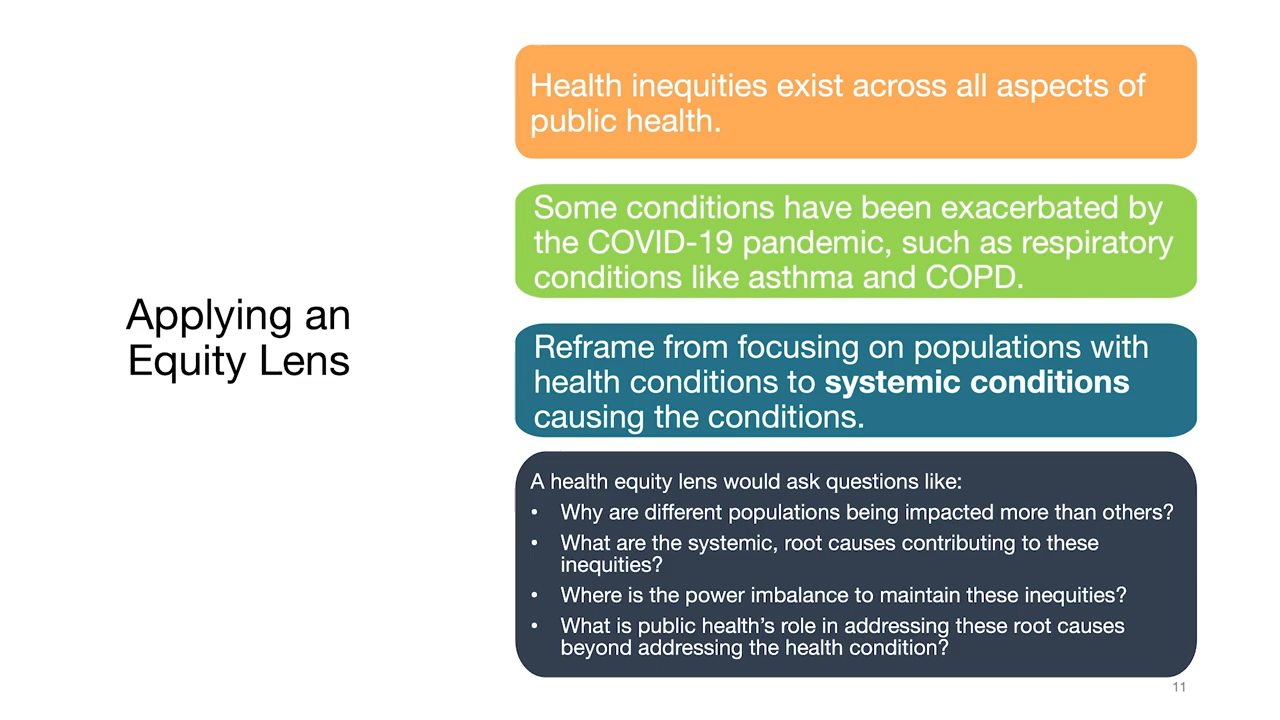 Applying an
Equity Lens
Health inequities exist across all aspects of
public health.
Some conditions have been exacerbated by
the COVID-19 pandemic, such as respiratory
conditions like asthma and COPD.
Reframe from focusing on populations with
health conditions to systemic conditions
causing the conditions.
A health equity lens would ask questions like:
• Why are different populations being impacted more than others?
• What are the systemic, root causes contributing to these
inequities?
• Where is the power imbalance to maintain these inequities?
• What is public health’s role in addressing these root causes
beyond addressing the health condition?
11